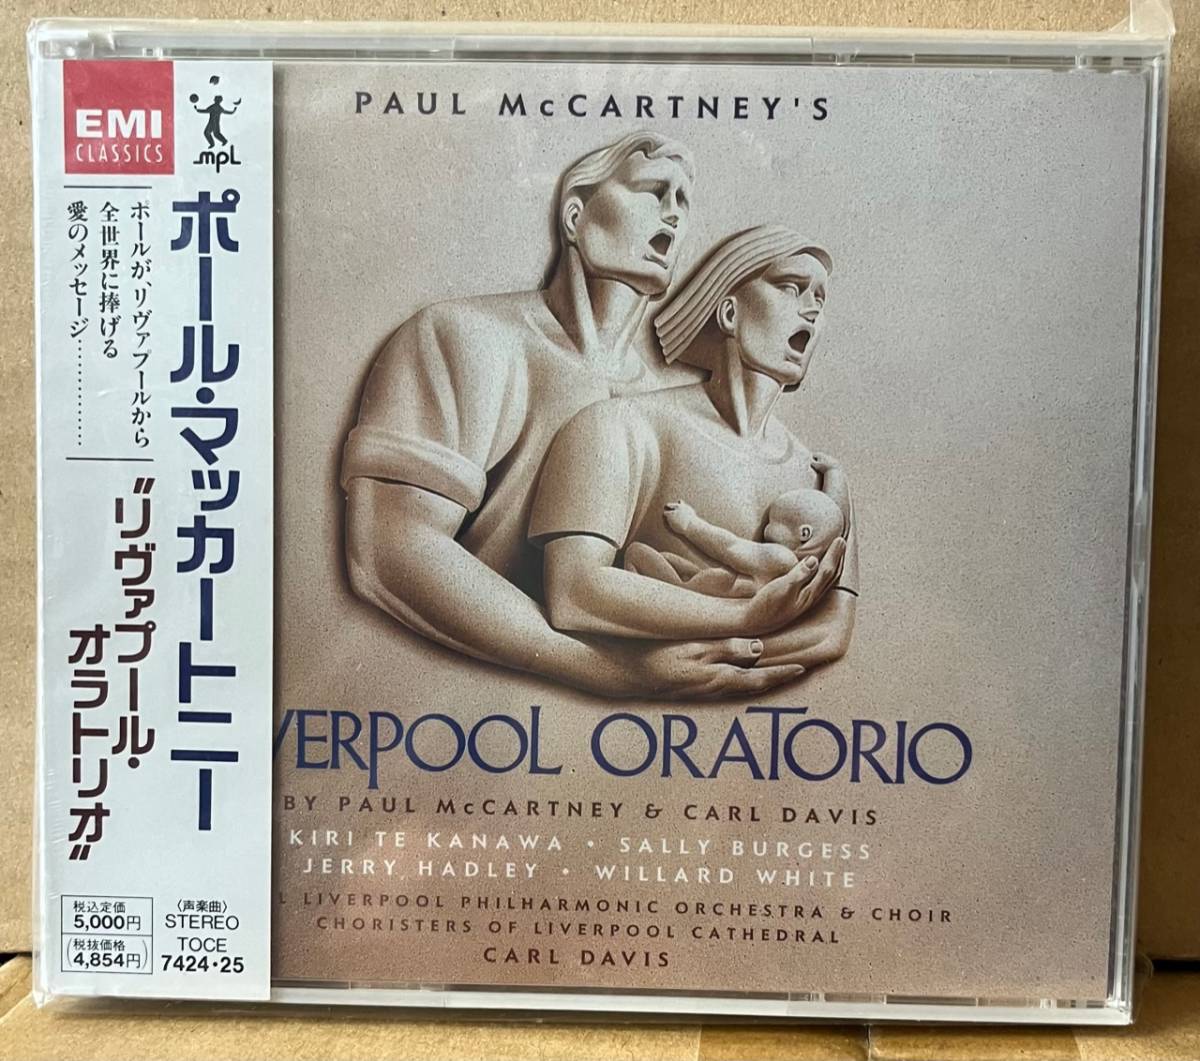 EMI
CLASSICS
mpL
ポール・マッカートニー
ポールが、リヴァプールから
全世界に捧げる
愛のメッセージ…………
"リヴァプール・
オラトリオ"
税込定価
5,000円
(税抜価格
4,854円)
〈声楽曲〉
STEREO
TOCE
7424・25
PAUL McCARTNEY'S
VERPOOL ORATORIO
BY PAUL McCARTNEY & CARL DAVIS
KIRI TE KANAWA • SALLY BURGESS
JERRY HADLEY • WILLARD WHITE
L LIVERPOOL PHILHARMONIC ORCHESTRA & CHOIR
CHORISTERS OF LIVERPOOL CATHEDRAL
CARL DAVIS